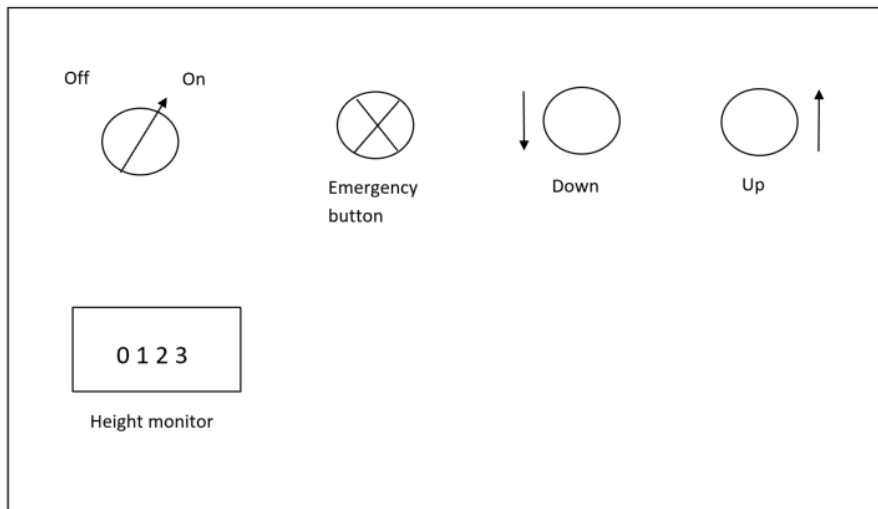 Off
On
Emergency
button
Down
Up
0 1 2 3
Height monitor